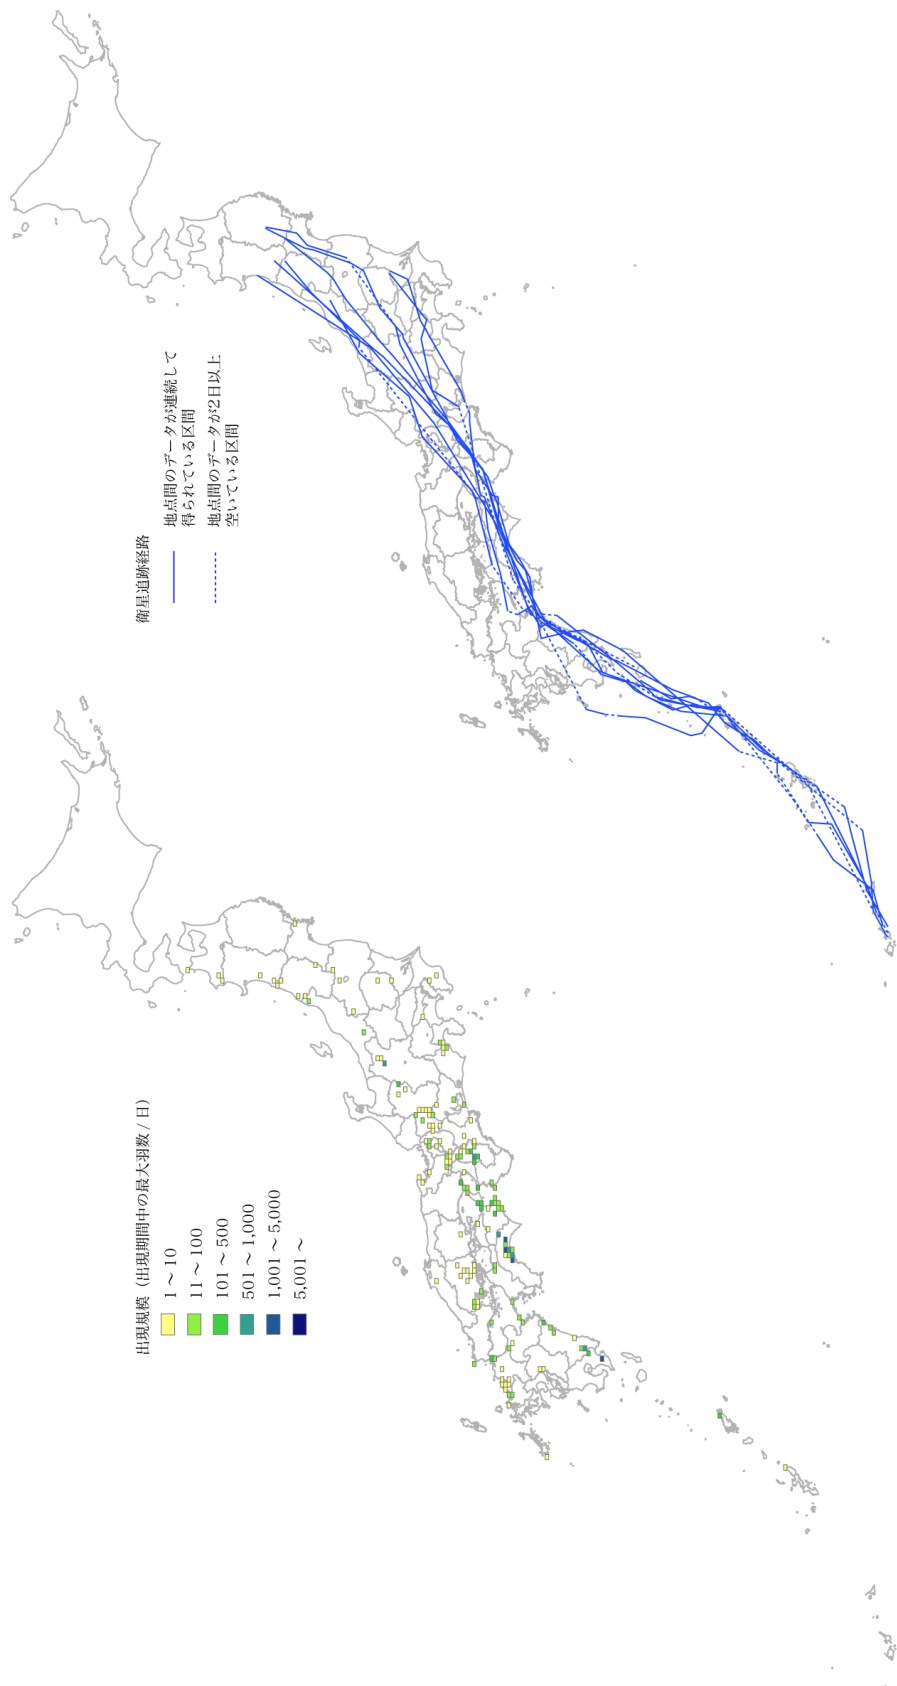 出現規模（出現期間中の最大羽数 / 日）
1 ～ 10
11 ～ 100
101 ～ 500
501 ～ 1,000
1,001 ～ 5,000
5,001 ～
衛星追跡経路
地点間のデータが連続して
得られている区間
地点間のデータが2日以上
空いている区間